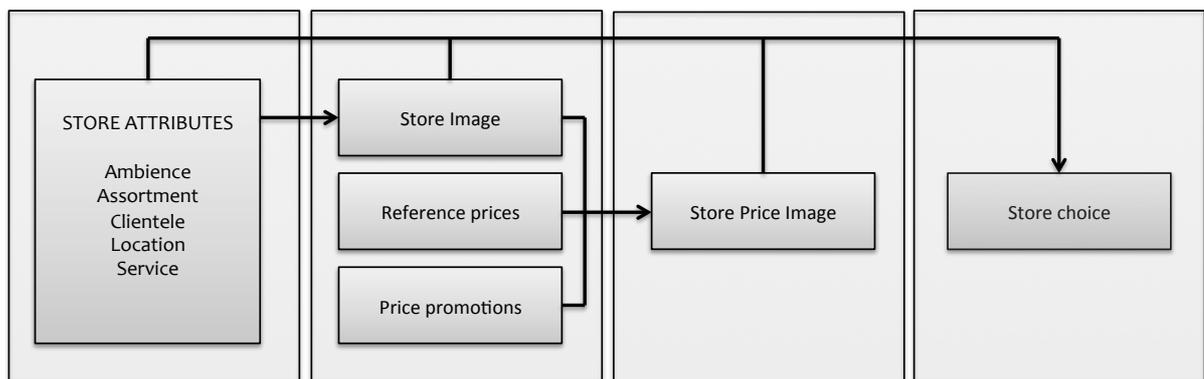 STORE ATTRIBUTES
Ambience
Assortment
Clientele
Location
Service
Store Image
Reference prices
Price promotions
Store Price Image
Store choice